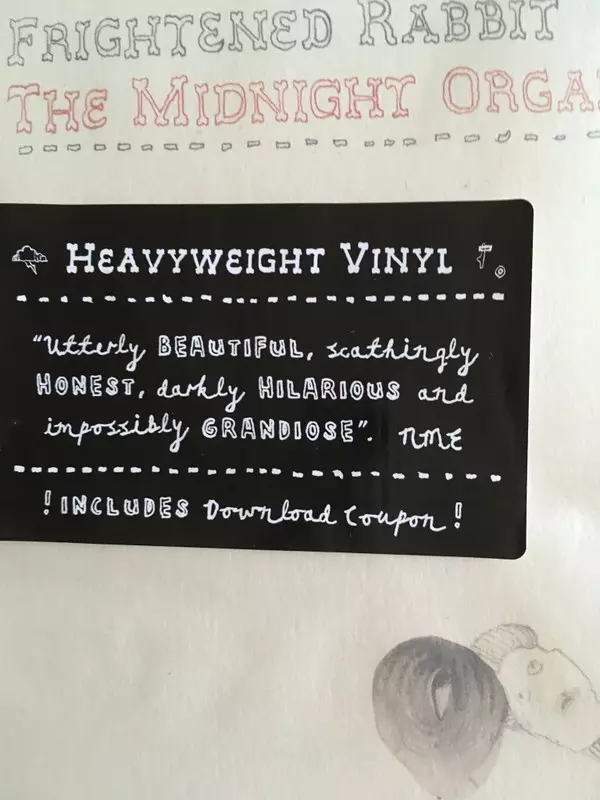 FRIGHTENED RABBIT
THE MIDNIGHT ORGA
HEAVYWEIGHT VINYL
"Utterly BEAUTIFUL, scathingly
HONEST, darkly HILARIOUS and
impossibly GRANDIOSE". NME
!INCLUDES Download Coupon!